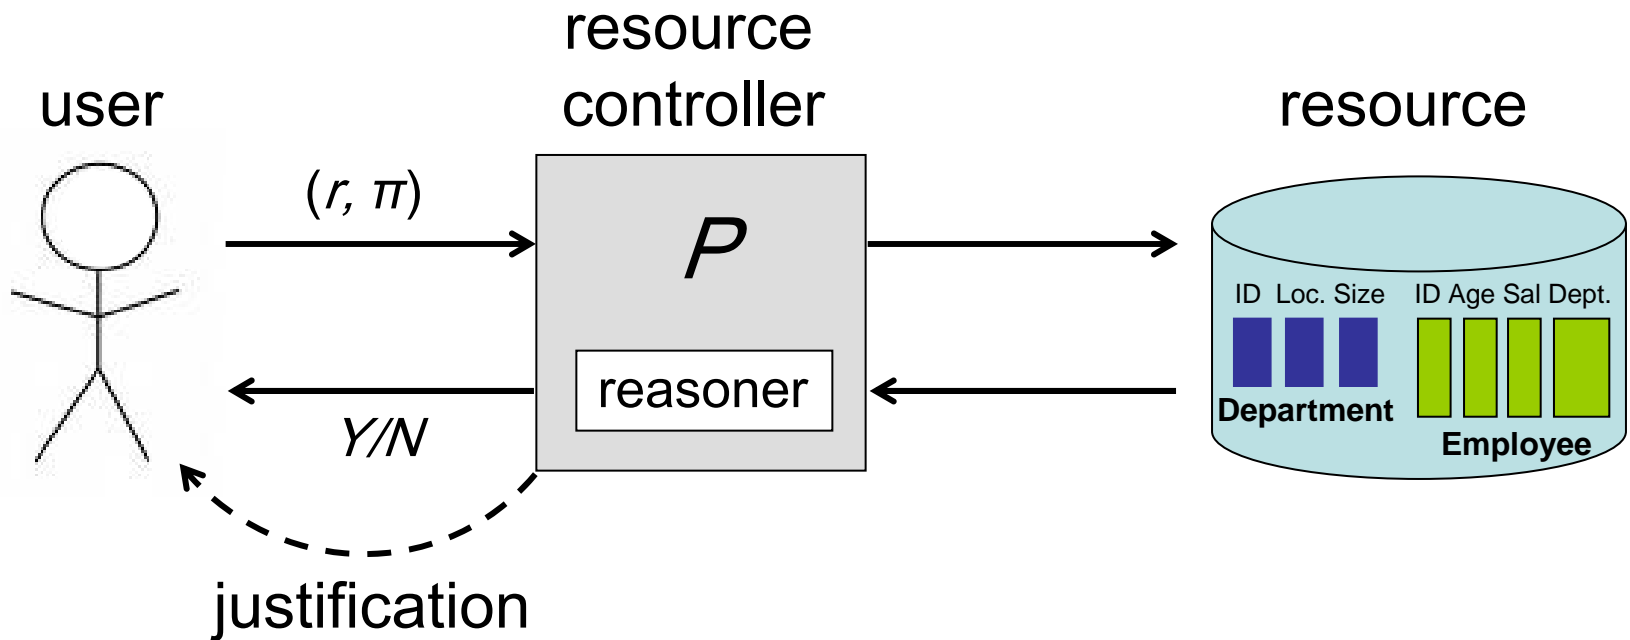 user
resource
controller
resource
(r, π)
P
reasoner
Y/N
justification
ID Loc. Size
Department
ID Age Sal Dept.
Employee